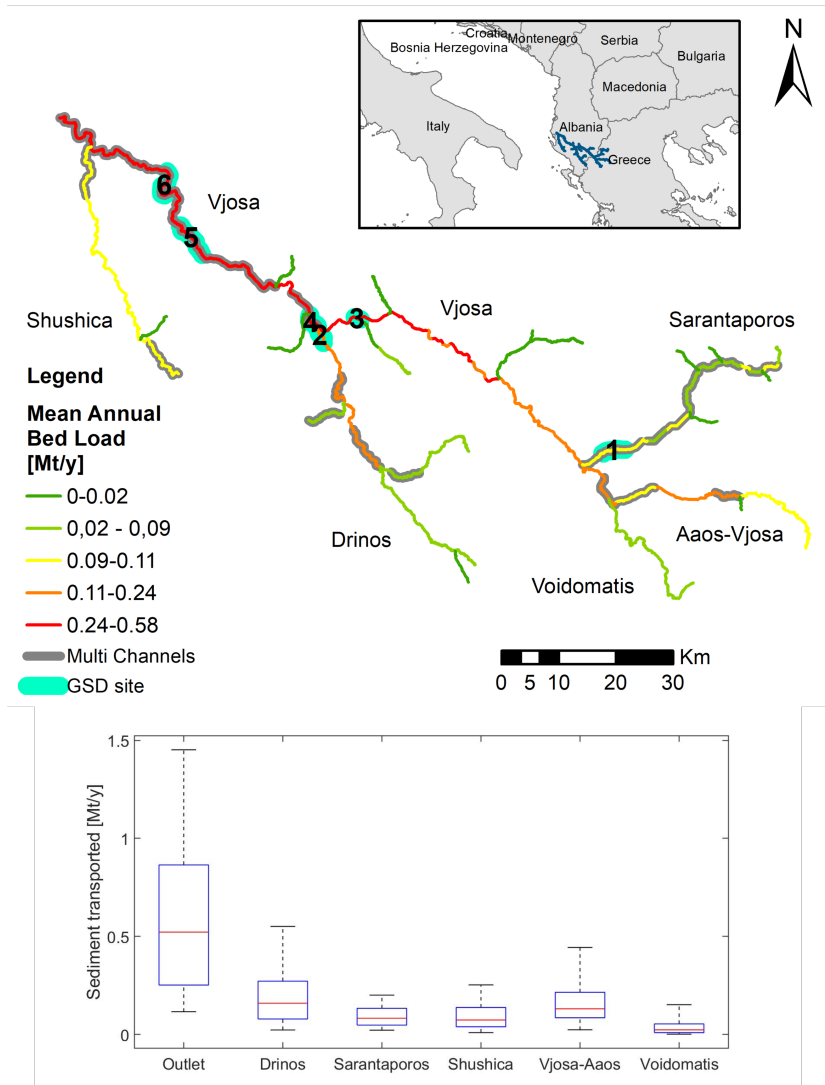 N
Croatia
Montenegro
Serbia
Bosnia Herzegovina
Bulgaria
Macedonia
Italy
Albania
Greece
6
Vjosa
5
Shushica
4
2
3
Vjosa
Sarantaporos
1
Drinos
Aaos-Vjosa
Voidomatis
Legend
Mean Annual
Bed Load
[Mt/y]
0-0.02
0,02 - 0,09
0.09-0.11
0.11-0.24
0.24-0.58
Multi Channels
GSD site
Km
0 5 10 20 30
Sediment transported [Mt/y]
1.5
1
0.5
0
Outlet Drinos Sarantaporos Shushica Vjosa-Aaos Voidomatis